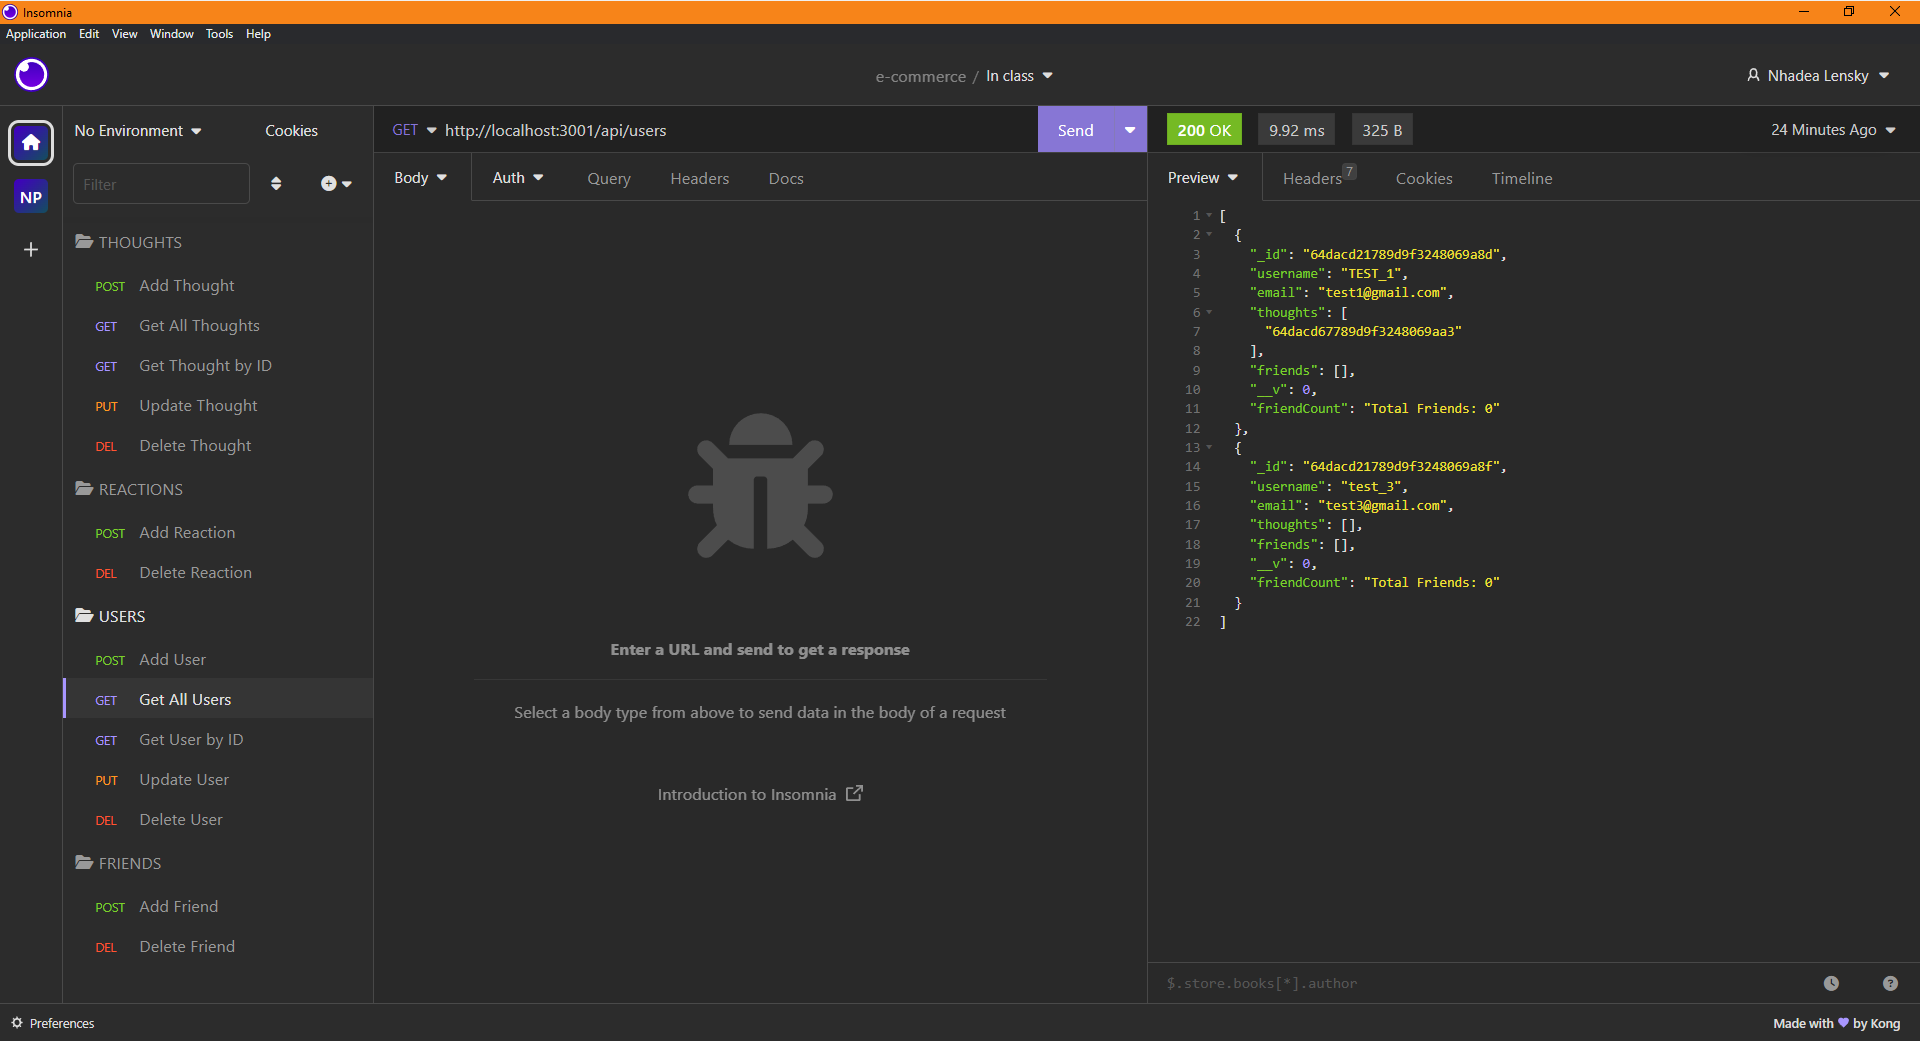 Insomnia
Application Edit View Window Tools Help
e-commerce / In class
Nhadea Lensky
NP
No Environment
Cookies
Filter
THOUGHTS
POST Add Thought
GET Get All Thoughts
GET Get Thought by ID
PUT Update Thought
DEL Delete Thought
REACTIONS
POST Add Reaction
DEL Delete Reaction
USERS
POST Add User
GET Get All Users
GET Get User by ID
PUT Update User
DEL Delete User
FRIENDS
POST Add Friend
DEL Delete Friend
GET http://localhost:3001/api/users Send
Body Auth Query Headers Docs
Enter a URL and send to get a response
Select a body type from above to send data in the body of a request
Introduction to Insomnia
200 OK 9.92 ms 325 B 24 Minutes Ago
Preview Headers 7 Cookies Timeline
1 [
2 {
3 "_id": "64dacd21789d9f3248069a8d",
4 "username": "TEST_1",
5 "email": "test1@gmail.com",
6 "thoughts": [
7 "64dacd67789d9f3248069aa3"
8 ],
9 "friends": [],
10 "__v": 0,
11 "friendCount": "Total Friends: 0"
12 },
13 {
14 "_id": "64dacd21789d9f3248069a8f",
15 "username": "test_3",
16 "email": "test3@gmail.com",
17 "thoughts": [],
18 "friends": [],
19 "__v": 0,
20 "friendCount": "Total Friends: 0"
21 }
22 ]
$.store.books[*].author
Preferences
Made with 💜 by Kong